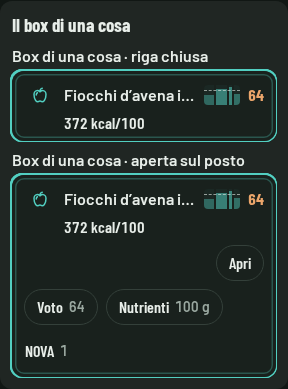 Il box di una cosa
Box di una cosa · riga chiusa
Fiocchi d’avena i… 64
372 kcal/100
Box di una cosa · aperta sul posto
Fiocchi d’avena i… 64
372 kcal/100
Apri
Voto 64 Nutrienti 100 g
NOVA 1